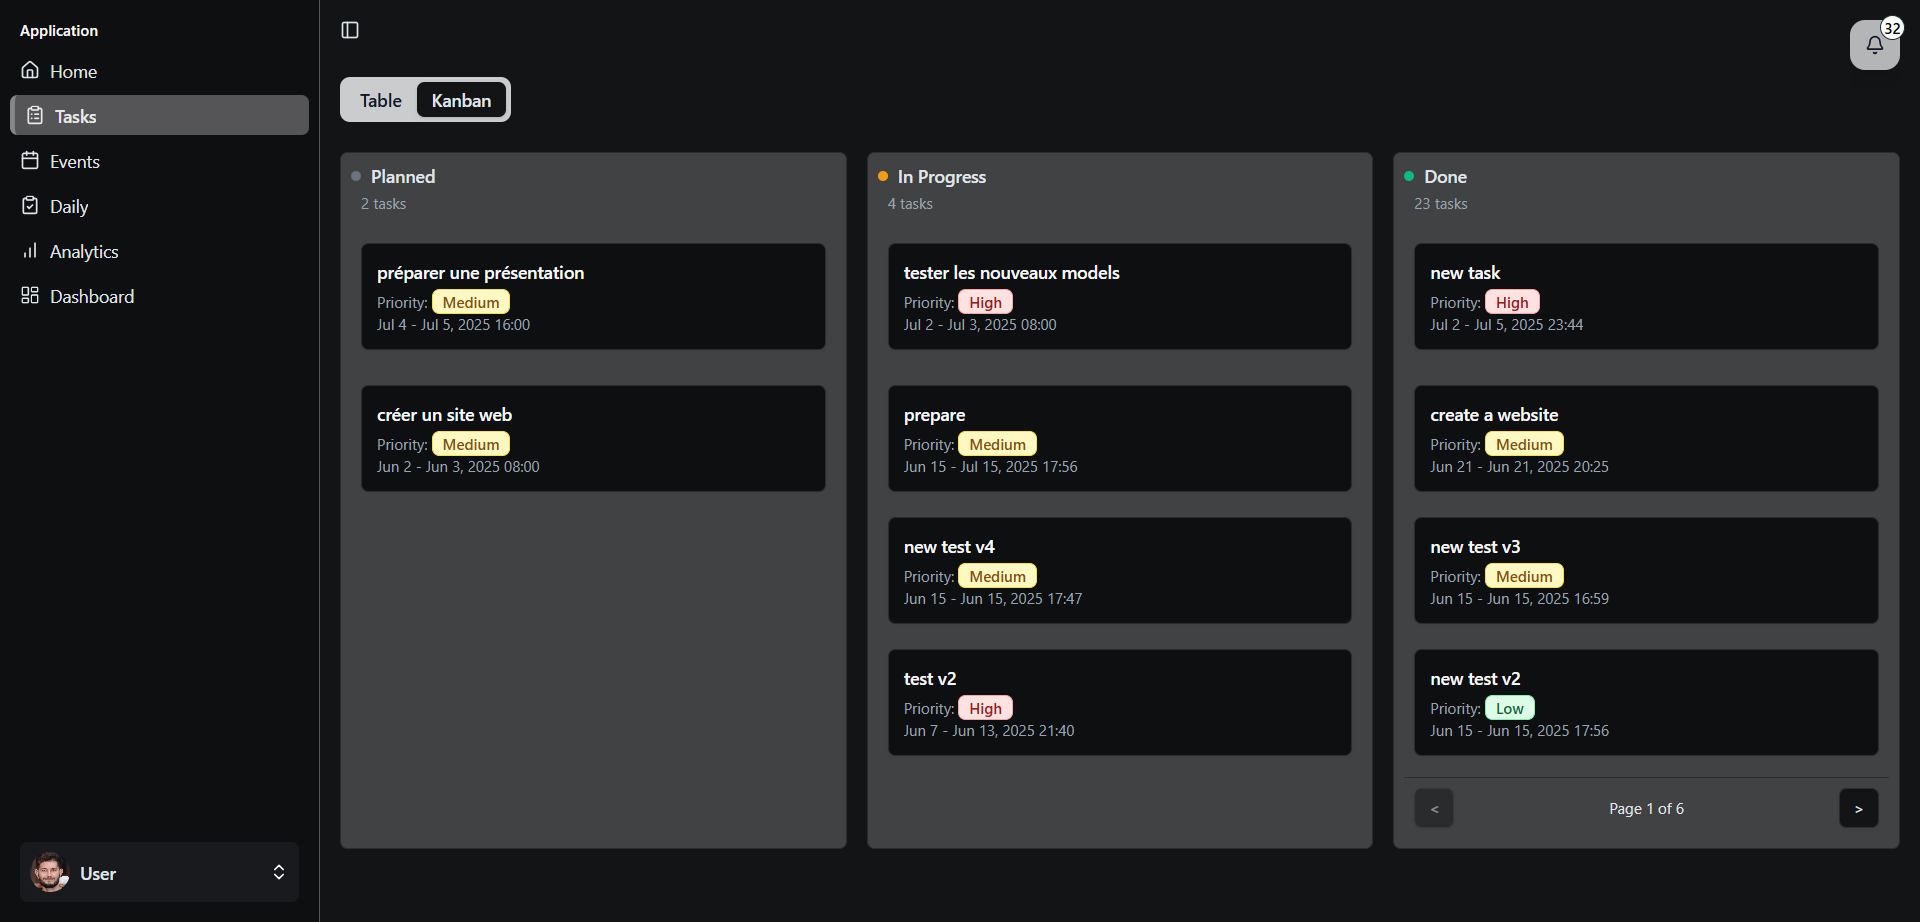 Application
Home
Tasks
Events
Daily
Analytics
Dashboard
User
32
Table Kanban
Planned
2 tasks
préparer une présentation
Priority: Medium
Jul 4 - Jul 5, 2025 16:00
créer un site web
Priority: Medium
Jun 2 - Jun 3, 2025 08:00
In Progress
4 tasks
tester les nouveaux models
Priority: High
Jul 2 - Jul 3, 2025 08:00
prepare
Priority: Medium
Jun 15 - Jul 15, 2025 17:56
new test v4
Priority: Medium
Jun 15 - Jun 15, 2025 17:47
test v2
Priority: High
Jun 7 - Jun 13, 2025 21:40
Done
23 tasks
new task
Priority: High
Jul 2 - Jul 5, 2025 23:44
create a website
Priority: Medium
Jun 21 - Jun 21, 2025 20:25
new test v3
Priority: Medium
Jun 15 - Jun 15, 2025 16:59
new test v2
Priority: Low
Jun 15 - Jun 15, 2025 17:56
< Page 1 of 6 >